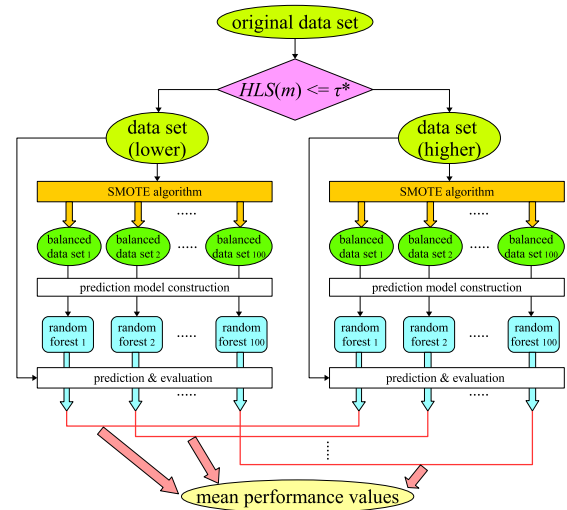 original data set
HLS(m) <= τ*
data set
(lower)
data set
(higher)
SMOTE algorithm
SMOTE algorithm
.....
.....
balanced
data set 1
balanced
data set 2
.....
balanced
data set 100
balanced
data set 1
balanced
data set 2
.....
balanced
data set 100
prediction model construction
prediction model construction
random
forest 1
random
forest 2
.....
random
forest 100
random
forest 1
random
forest 2
.....
random
forest 100
prediction & evaluation
prediction & evaluation
.....
.....
.....
mean performance values